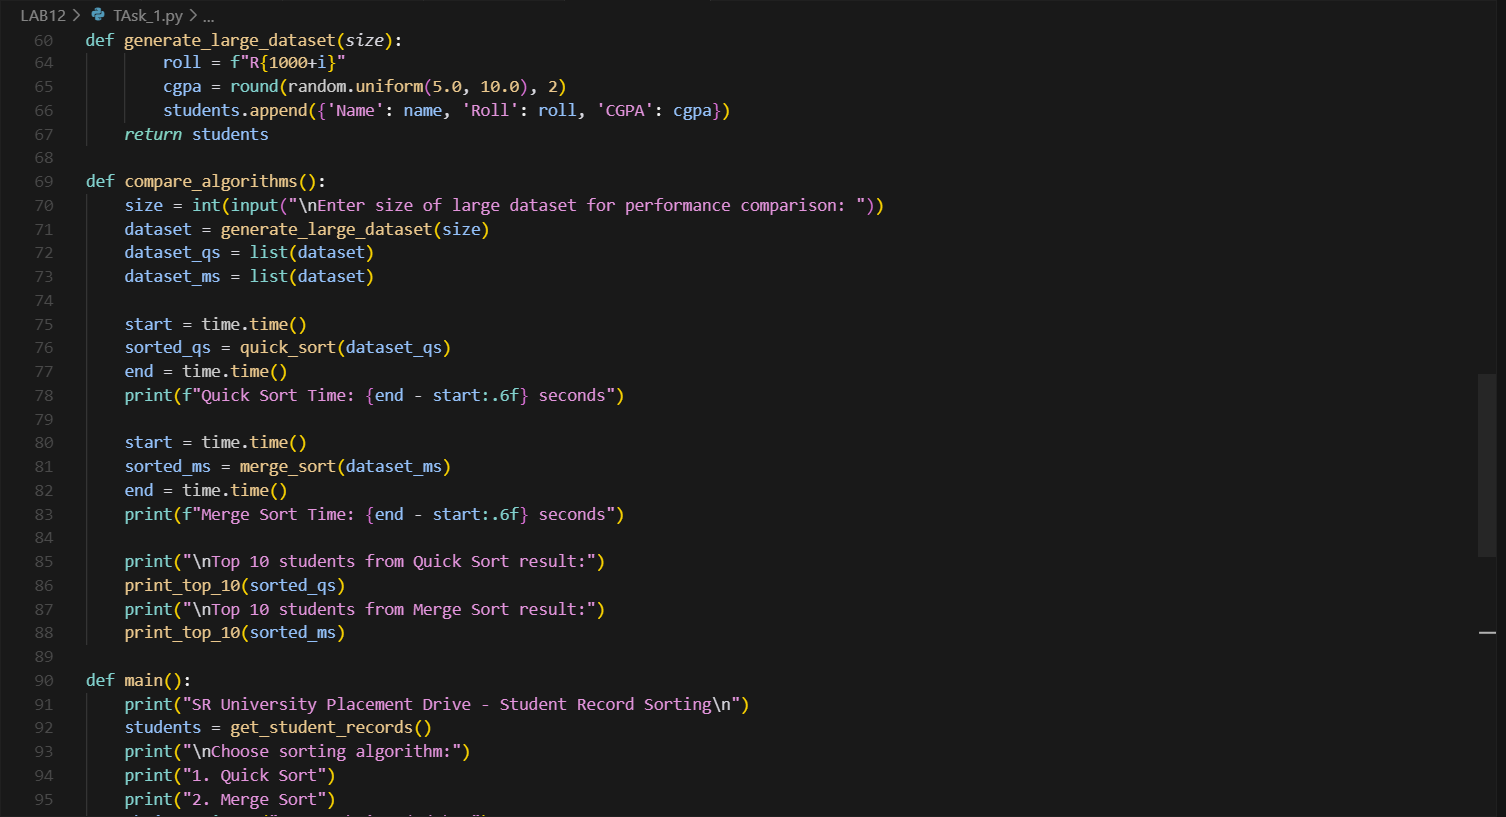 LAB12 > TAsk_1.py > ...
60 def generate_large_dataset(size):
64         roll = f"R{1000+i}"
65         cgpa = round(random.uniform(5.0, 10.0), 2)
66         students.append({'Name': name, 'Roll': roll, 'CGPA': cgpa})
67     return students
68
69 def compare_algorithms():
70     size = int(input("\nEnter size of large dataset for performance comparison: "))
71     dataset = generate_large_dataset(size)
72     dataset_qs = list(dataset)
73     dataset_ms = list(dataset)
74
75     start = time.time()
76     sorted_qs = quick_sort(dataset_qs)
77     end = time.time()
78     print(f"Quick Sort Time: {end - start:.6f} seconds")
79
80     start = time.time()
81     sorted_ms = merge_sort(dataset_ms)
82     end = time.time()
83     print(f"Merge Sort Time: {end - start:.6f} seconds")
84
85     print("\nTop 10 students from Quick Sort result:")
86     print_top_10(sorted_qs)
87     print("\nTop 10 students from Merge Sort result:")
88     print_top_10(sorted_ms)
89
90 def main():
91     print("SR University Placement Drive - Student Record Sorting\n")
92     students = get_student_records()
93     print("\nChoose sorting algorithm:")
94     print("1. Quick Sort")
95     print("2. Merge Sort")